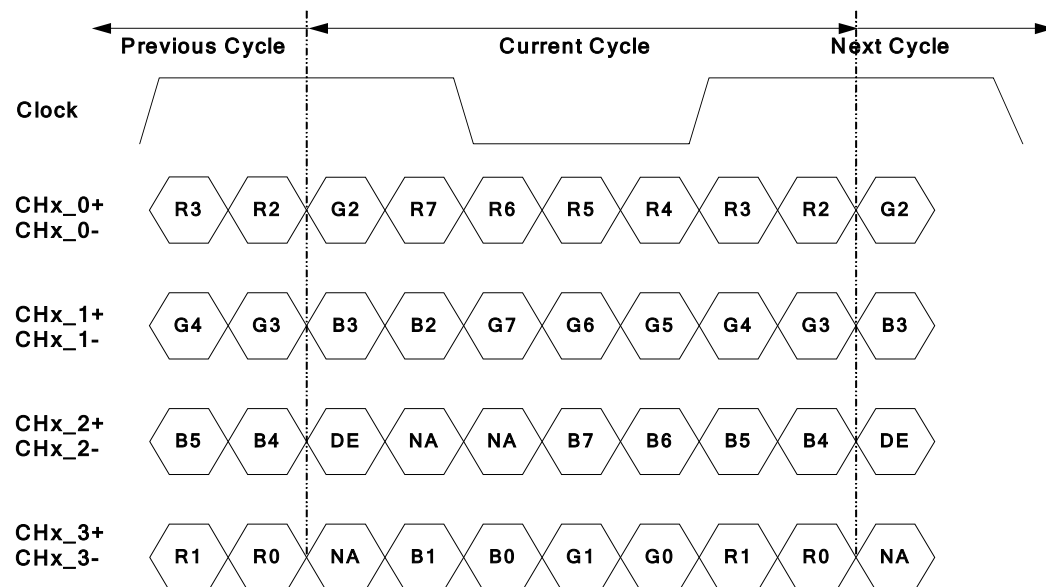 Previous Cycle Current Cycle Next Cycle
Clock
CHx_0+
CHx_0-
R3 R2 G2 R7 R6 R5 R4 R3 R2 G2
CHx_1+
CHx_1-
G4 G3 B3 B2 G7 G6 G5 G4 G3 B3
CHx_2+
CHx_2-
B5 B4 DE NA NA B7 B6 B5 B4 DE
CHx_3+
CHx_3-
R1 R0 NA B1 B0 G1 G0 R1 R0 NA